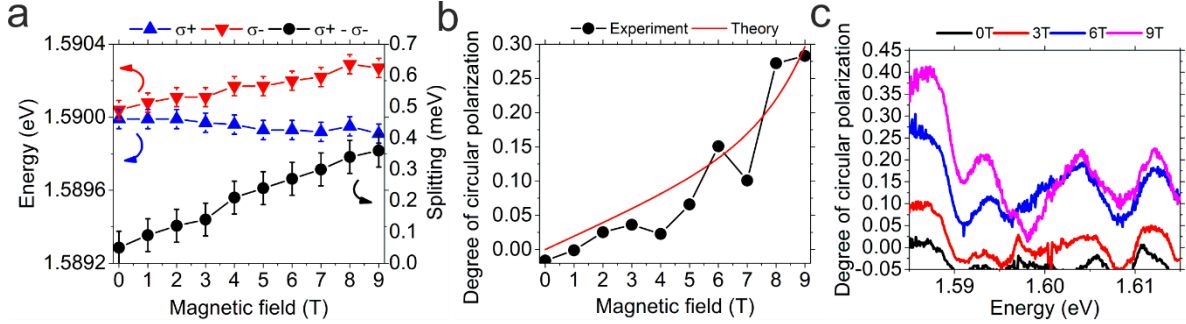 a
σ+ σ- σ+ - σ-
1.5904
1.5900
1.5896
1.5892
Energy (eV)
0.7
0.6
0.5
0.4
0.3
0.2
0.1
0.0
Splitting (meV)
0 1 2 3 4 5 6 7 8 9
Magnetic field (T)
b
Experiment Theory
0.30
0.25
0.20
0.15
0.10
0.05
0.00
Degree of circular polarization
0 1 2 3 4 5 6 7 8 9
Magnetic field (T)
c
0T 3T 6T 9T
0.45
0.40
0.35
0.30
0.25
0.20
0.15
0.10
0.05
0.00
-0.05
Degree of circular polarization
1.59 1.60 1.61
Energy (eV)